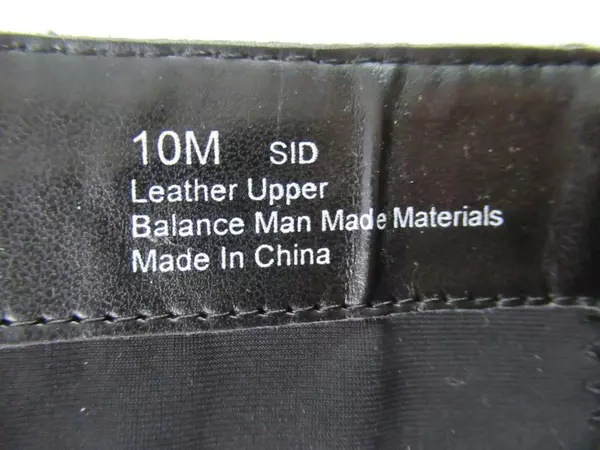 10M SID
Leather Upper
Balance Man Made Materials
Made In China